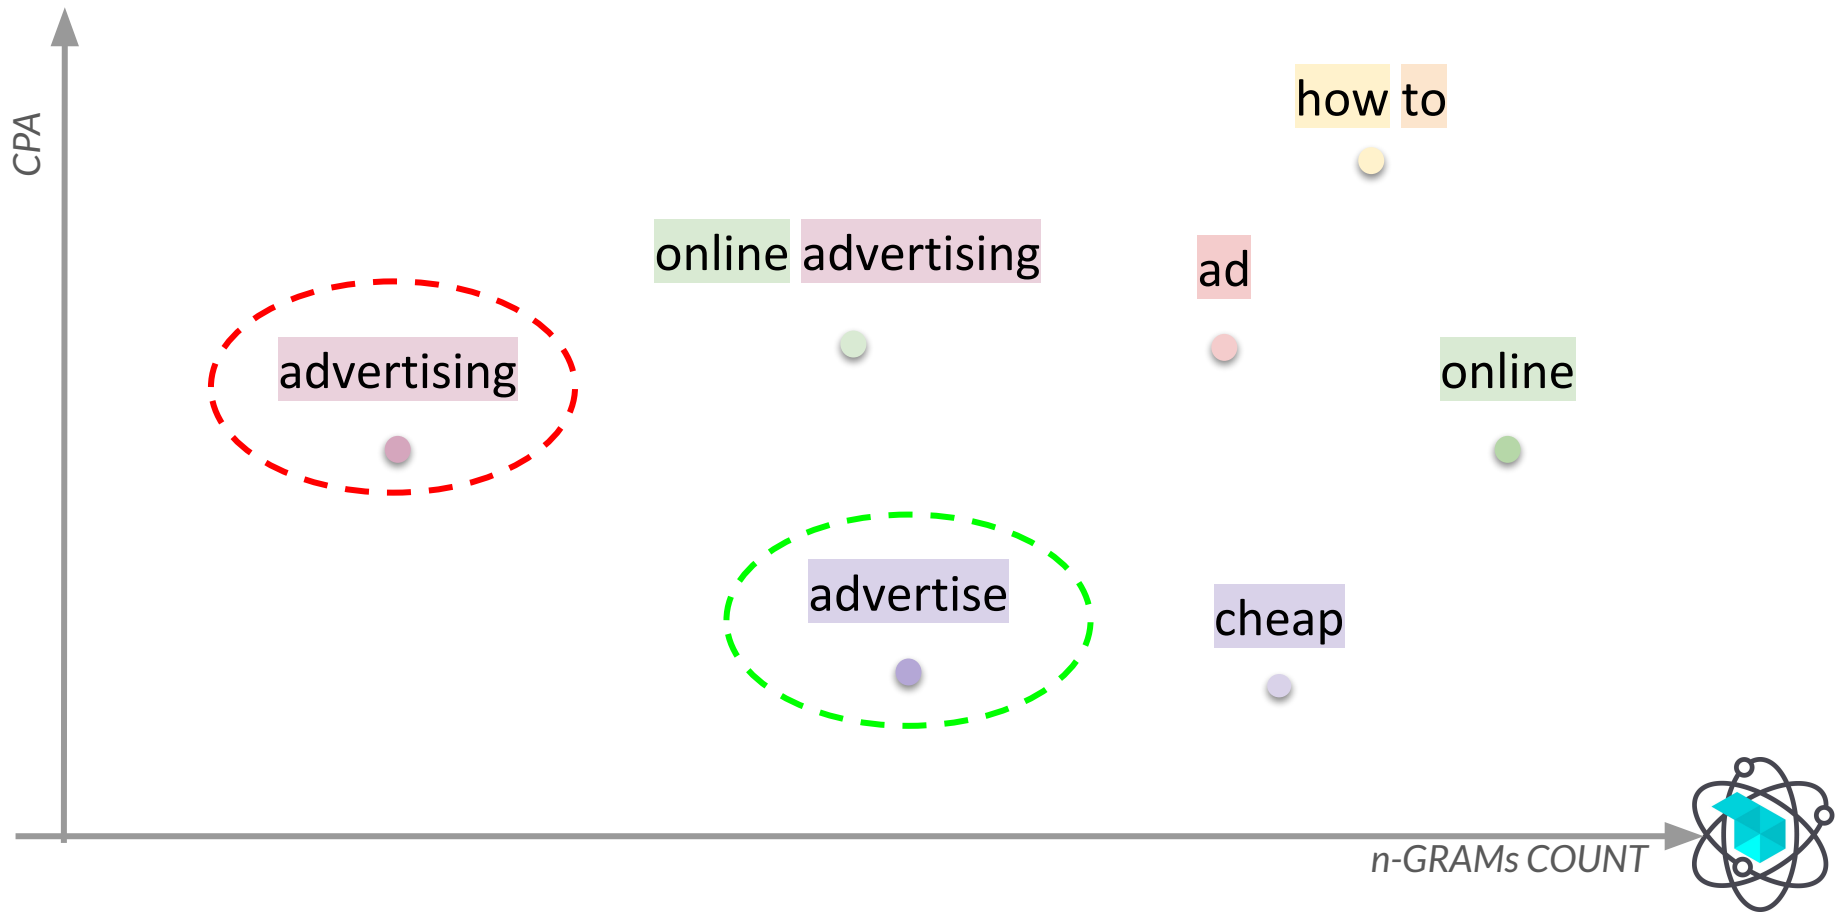 how to
CPA
online advertising
ad
advertising
online
advertise
cheap
n-GRAMs COUNT